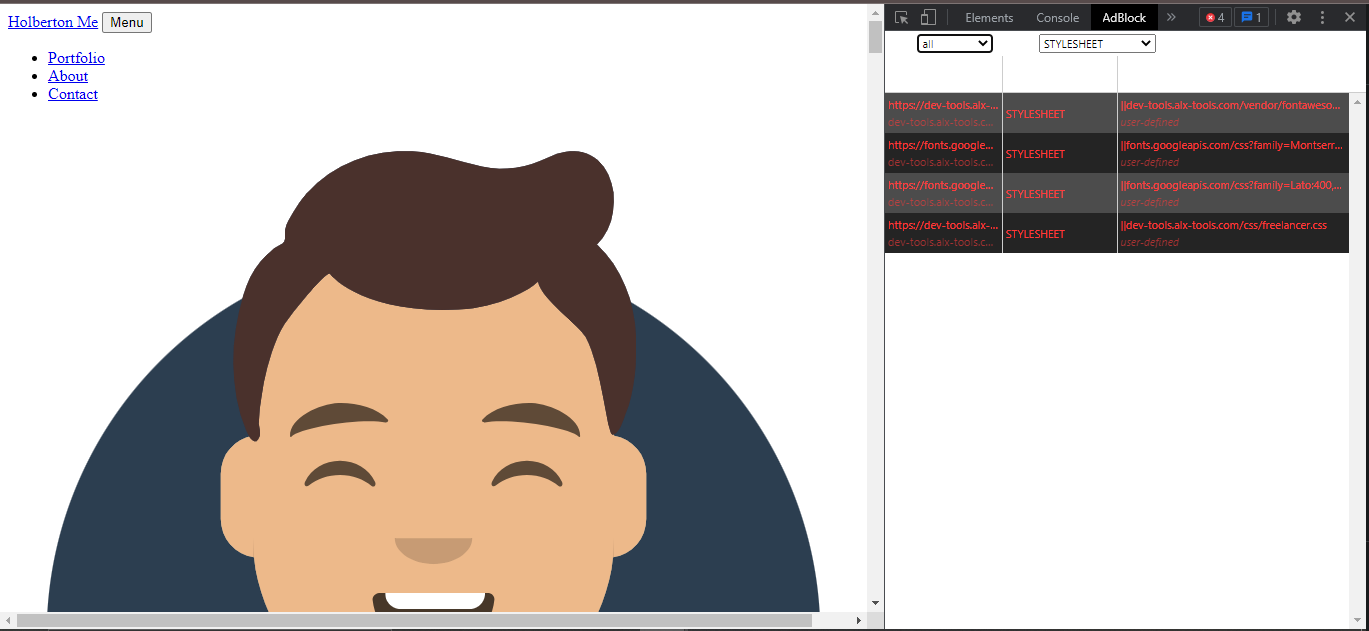 Holberton Me Menu
Portfolio
About
Contact
Elements Console AdBlock 4 1
all STYLESHEET
https://dev-tools.alx-... STYLESHEET ||dev-tools.alx-tools.com/vendor/fontaweso...
dev-tools.alx-tools.c... user-defined
https://fonts.google... STYLESHEET ||fonts.googleapis.com/css?family=Montserr...
dev-tools.alx-tools.c... user-defined
https://fonts.google... STYLESHEET ||fonts.googleapis.com/css?family=Lato:400,...
dev-tools.alx-tools.c... user-defined
https://dev-tools.alx-... STYLESHEET ||dev-tools.alx-tools.com/css/freelancer.css
dev-tools.alx-tools.c... user-defined